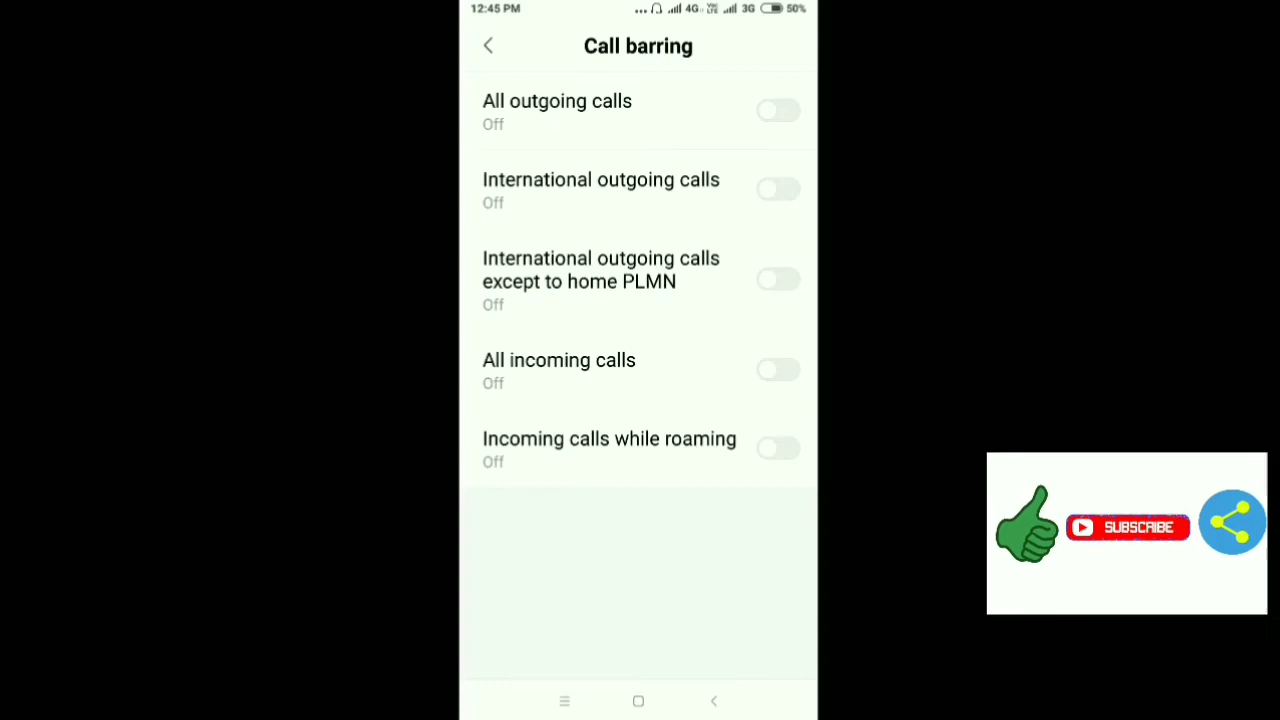 12:45 PM ... 4G VoLTE 3G 50%
Call barring
All outgoing calls
Off
International outgoing calls
Off
International outgoing calls
except to home PLMN
Off
All incoming calls
Off
Incoming calls while roaming
Off
SUBSCRIBE